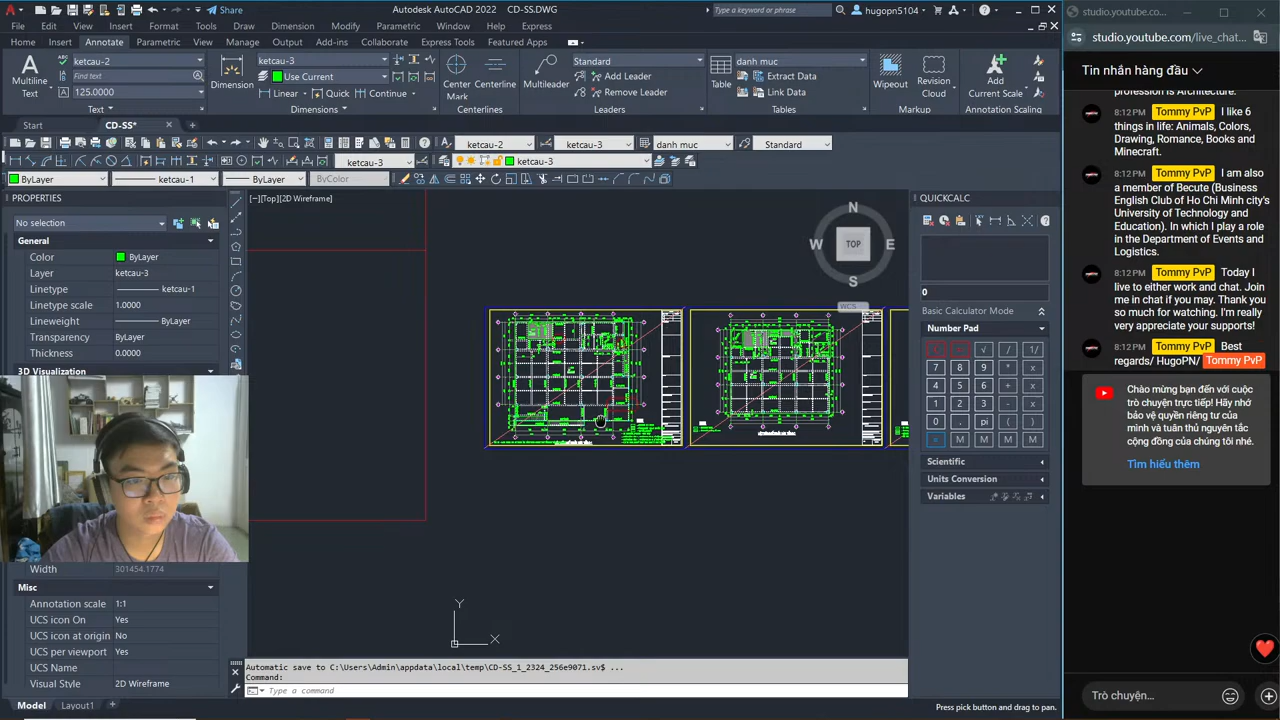 Share
Autodesk AutoCAD 2022 CD-SS.DWG
Type a keyword or phrase
hugopn5104
File Edit View Insert Format Tools Draw Dimension Modify Parametric Window Help Express
Home Insert Annotate Parametric View Manage Output Add-ins Collaborate Express Tools Featured Apps
Multiline
Text
ketcau-2
Find text
125.0000
Text
Dimension
ketcau-3
Use Current
Linear Quick Continue
Dimensions
Center
Mark
Centerline
Centerlines
Multileader
Standard
Add Leader
Remove Leader
Leaders
Table
danh muc
Extract Data
Link Data
Tables
Wipeout
Revision
Cloud
Markup
Add
Current Scale
Annotation Scaling
Start CD-SS*
ketcau-2 ketcau-3 danh muc Standard
ketcau-3 ketcau-3
ByLayer ketcau-1 ByLayer ByColor
PROPERTIES
No selection
General
Color ByLayer
Layer ketcau-3
Linetype ketcau-1
Linetype scale 1.0000
Lineweight ByLayer
Transparency ByLayer
Thickness 0.0000
3D Visualization
Width 301454.1774
Misc
Annotation scale 1:1
UCS icon On Yes
UCS icon at origin No
UCS per viewport Yes
UCS Name
Visual Style 2D Wireframe
[−][Top][2D Wireframe]
N
W TOP E
S
WCS
Y
X
QUICKCALC
0
Basic Calculator Mode
Number Pad
C √ 1/
7 8 9 * x
4 5 6 + x
1 2 3 - x
0 . pi ( )
= M M M M
Scientific
Units Conversion
Variables
Automatic save to C:\Users\Admin\appdata\local\temp\CD-SS_1_2324_256e9071.sv$ ...
Command:
Type a command
Model Layout1 +
Press pick button and drag to pan.
studio.youtube.co...
studio.youtube.com/live_chat...
Tin nhắn hàng đầu
profession is Architecture.
8:12 PM Tommy PvP I like 6
things in life: Animals, Colors,
Drawing, Romance, Books and
Minecraft.
8:12 PM Tommy PvP I am also
a member of Becute (Business
English Club of Ho Chi Minh city's
University of Technology and
Education). In which I play a role
in the Department of Events and
Logistics.
8:12 PM Tommy PvP Today I
live to either work and chat. Join
me in chat if you may. Thank you
so much for watching. I'm really
very appreciate your supports!
8:12 PM Tommy PvP Best
regards/ HugoPN/ Tommy PvP
Chào mừng bạn đến với cuộc
trò chuyện trực tiếp! Hãy nhớ
bảo vệ quyền riêng tư của
mình và tuân thủ nguyên tắc
cộng đồng của chúng tôi nhé.
Tìm hiểu thêm
Trò chuyện...